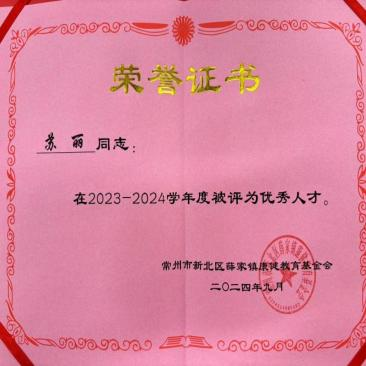 荣誉证书
苏丽同志：
在2023-2024学年度被评为优秀人才。
常州市新北区薛家镇康健教育基金会
二〇二四年九月